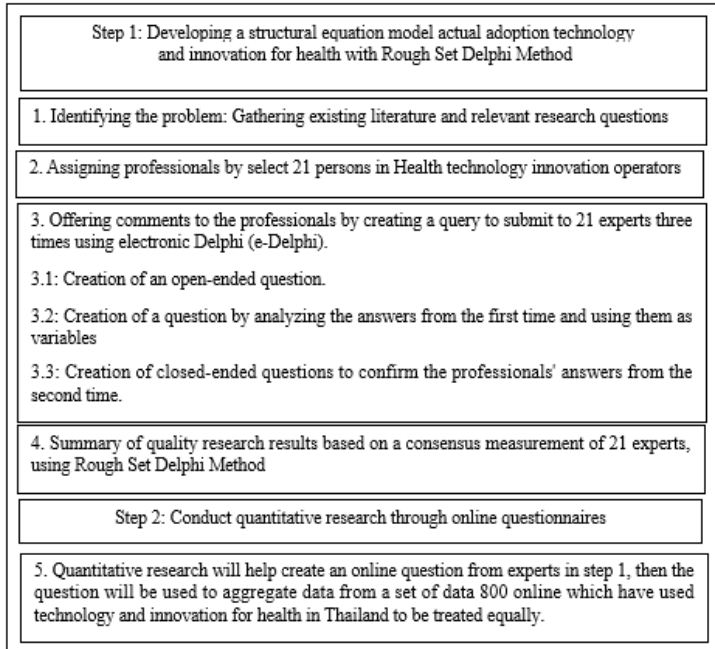 Step 1: Developing a structural equation model actual adoption technology
and innovation for health with Rough Set Delphi Method
1. Identifying the problem: Gathering existing literature and relevant research questions
2. Assigning professionals by select 21 persons in Health technology innovation operators
3. Offering comments to the professionals by creating a query to submit to 21 experts three
times using electronic Delphi (e-Delphi).
3.1: Creation of an open-ended question.
3.2: Creation of a question by analyzing the answers from the first time and using them as
variables
3.3: Creation of closed-ended questions to confirm the professionals' answers from the
second time.
4. Summary of quality research results based on a consensus measurement of 21 experts,
using Rough Set Delphi Method
Step 2: Conduct quantitative research through online questionnaires
5. Quantitative research will help create an online question from experts in step 1, then the
question will be used to aggregate data from a set of data 800 online which have used
technology and innovation for health in Thailand to be treated equally.